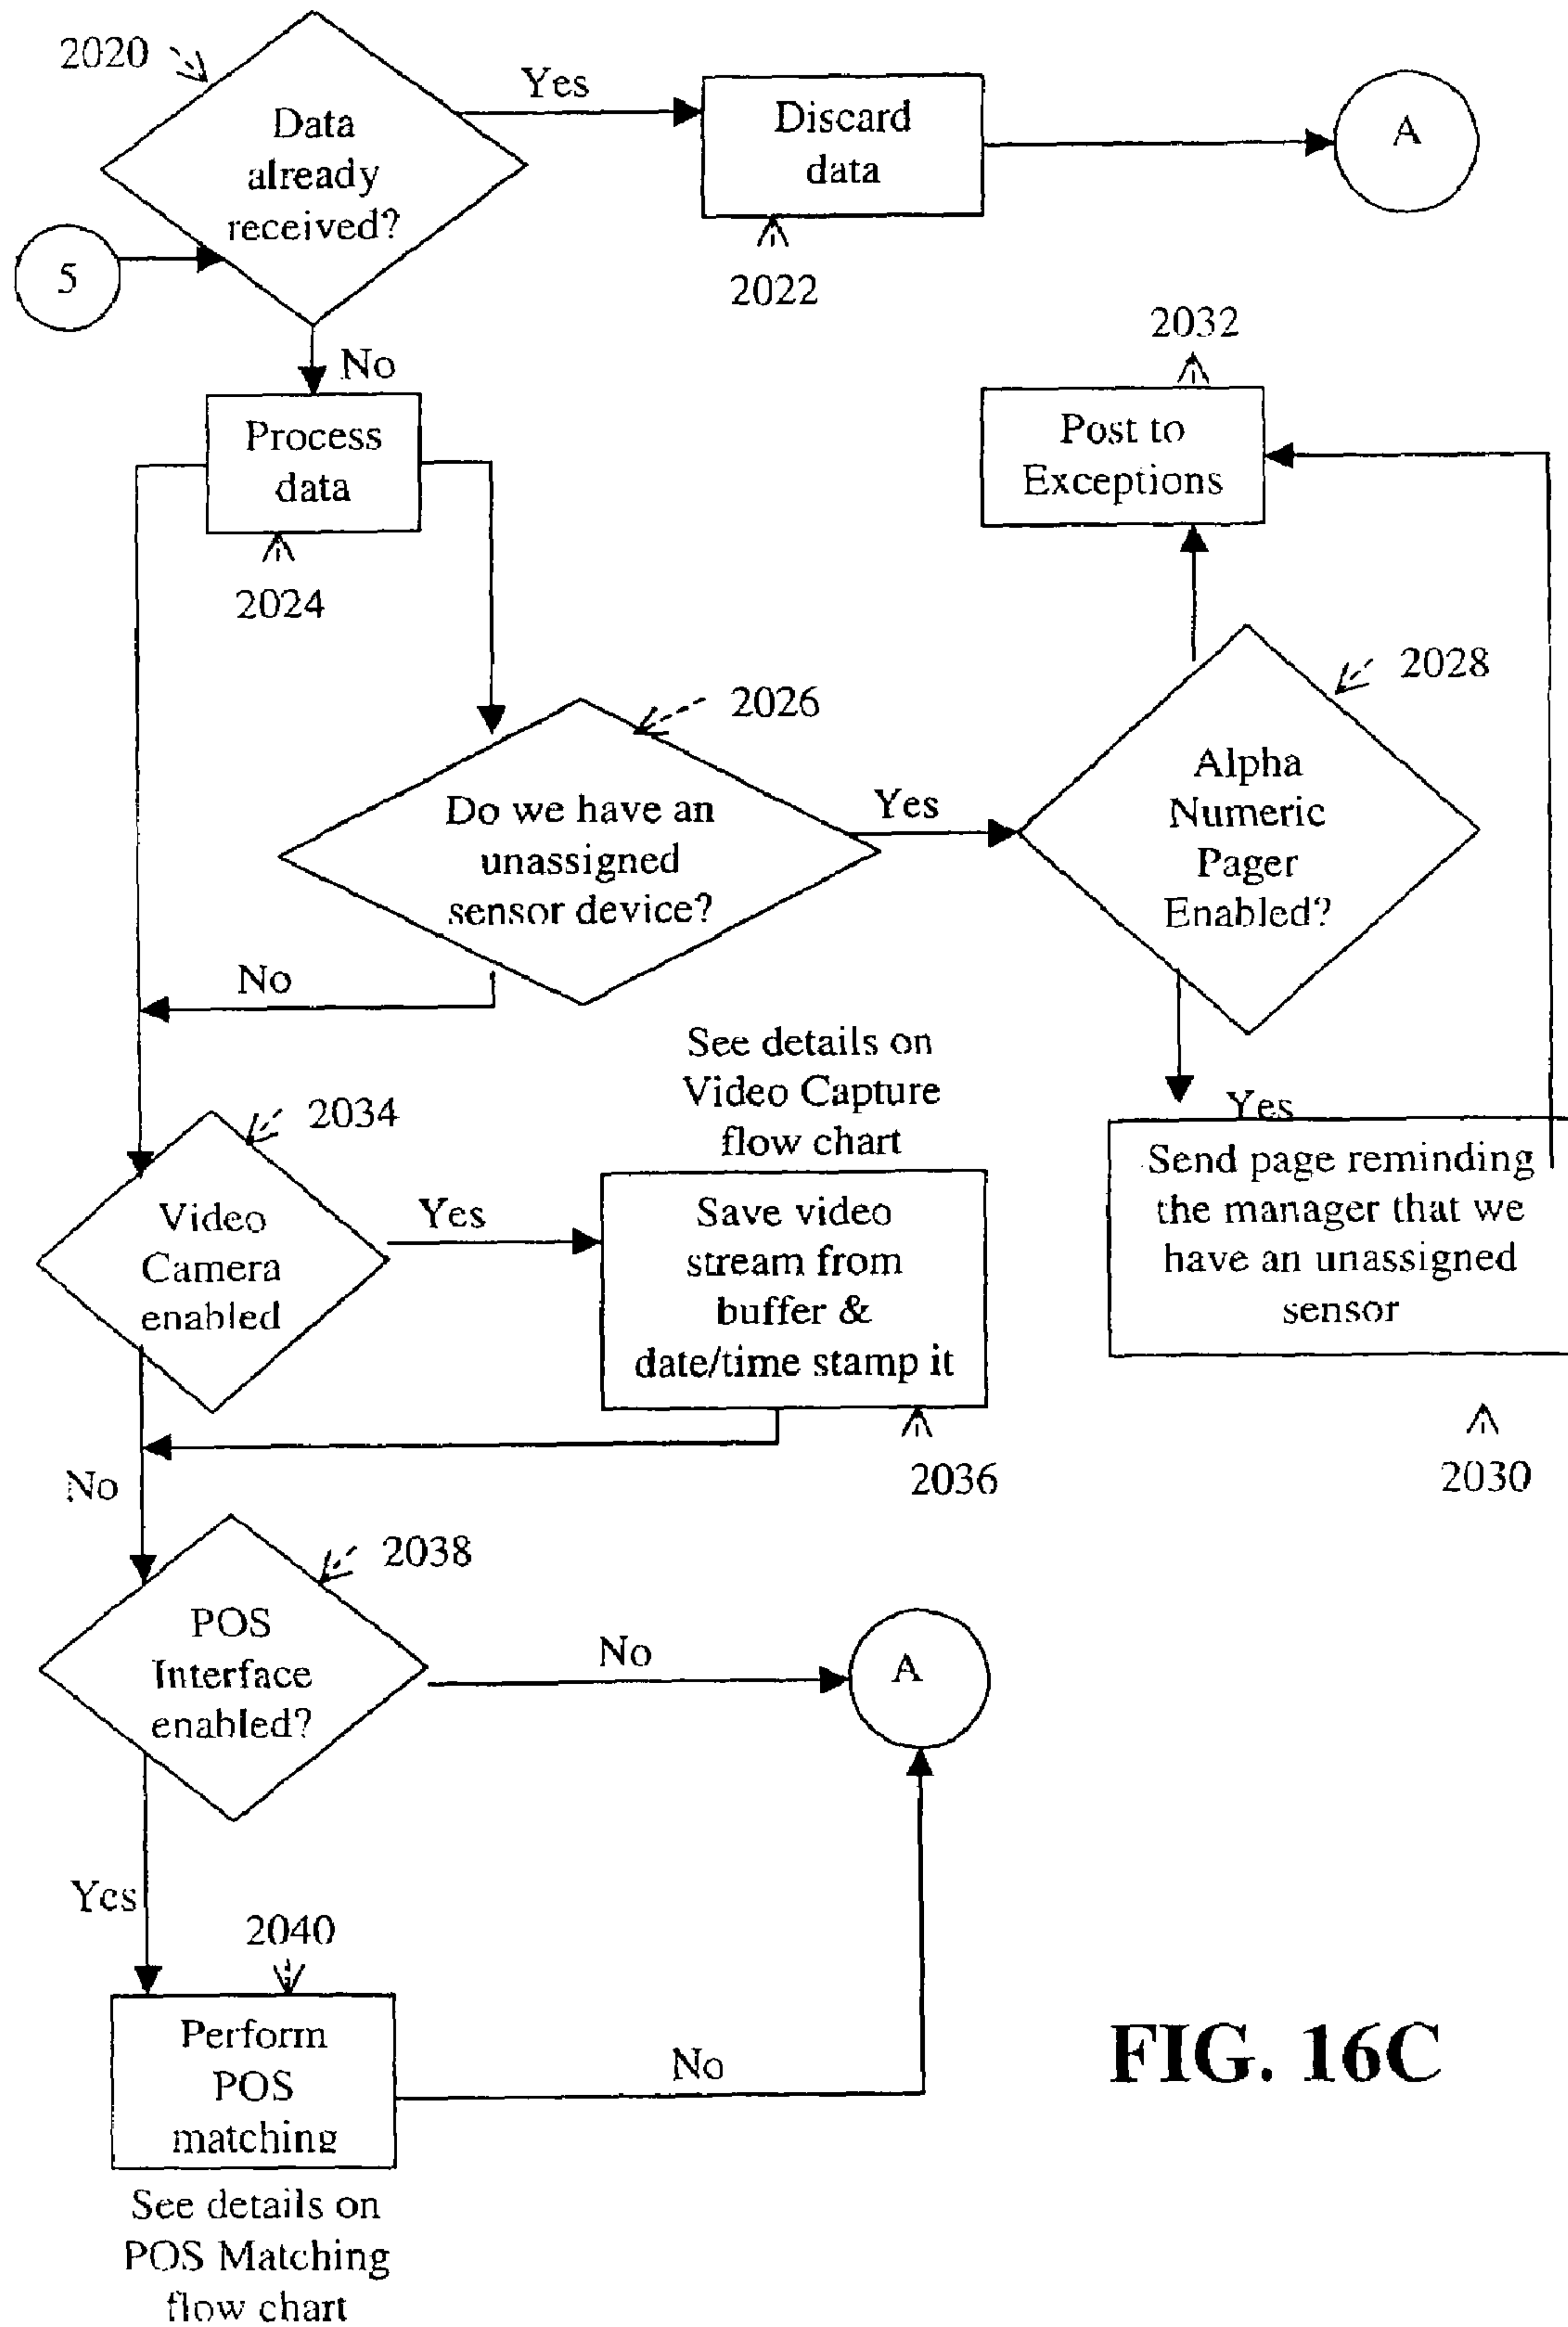 2020
Data
already
received?
Yes
Discard
data
A
2022
5
No
Process
data
2024
2032
Post to
Exceptions
2026
2028
Do we have an
unassigned
sensor device?
Yes
Alpha
Numeric
Pager
Enabled?
No
See details on
Video Capture
flow chart
Yes
2034
Video
Camera
enabled
Yes
Save video
stream from
buffer &
date/time stamp it
Send page reminding
the manager that we
have an unassigned
sensor
No
2036
2030
2038
POS
Interface
enabled?
No
A
Yes
2040
Perform
POS
matching
No
See details on
POS Matching
flow chart
FIG. 16C